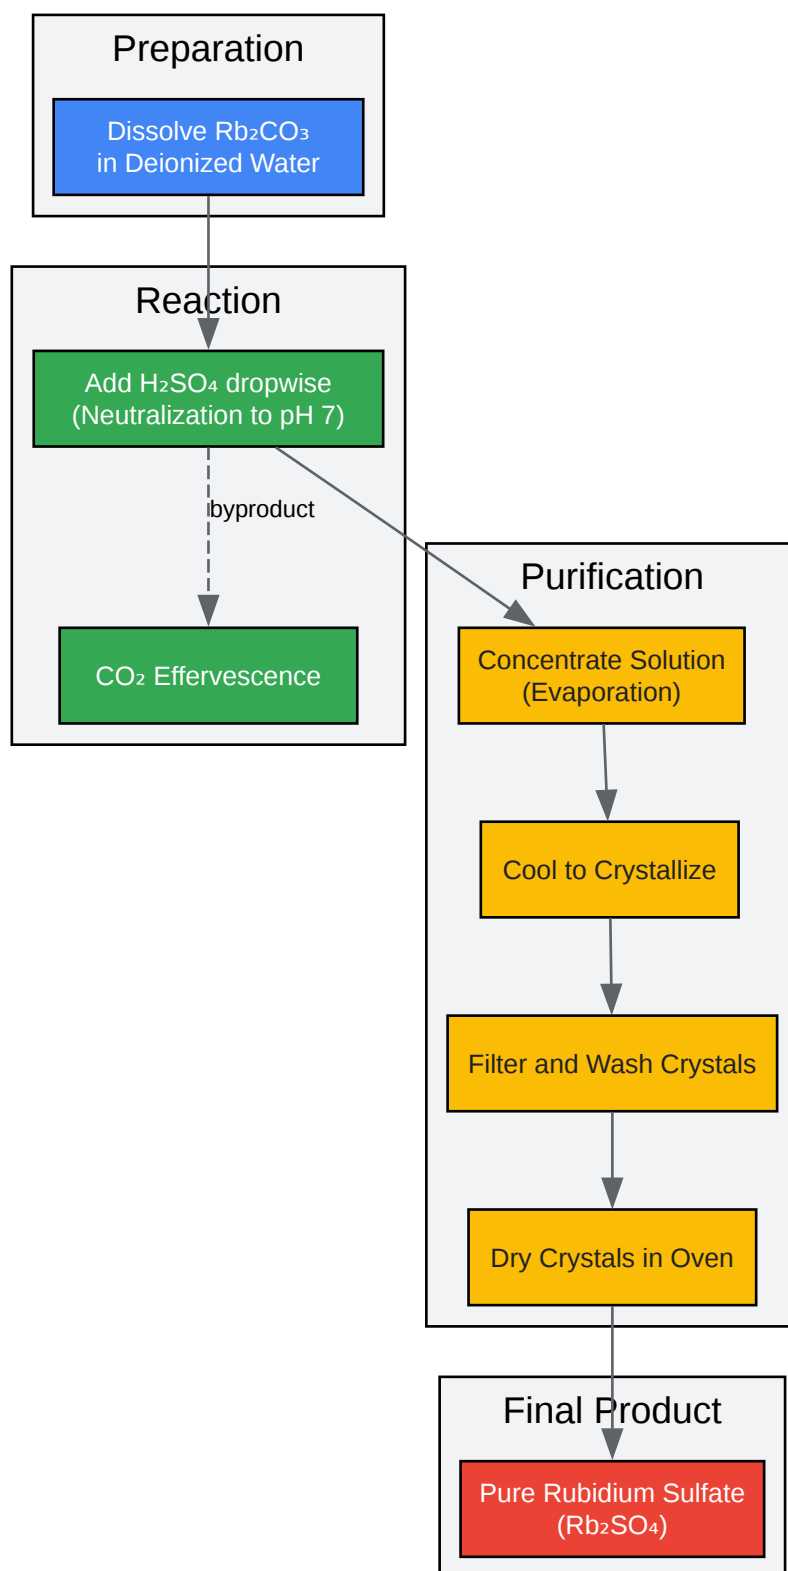 Preparation
Dissolve Rb₂CO₃
in Deionized Water
Reaction
Add H₂SO₄ dropwise
(Neutralization to pH 7)
byproduct
CO₂ Effervescence
Purification
Concentrate Solution
(Evaporation)
Cool to Crystallize
Filter and Wash Crystals
Dry Crystals in Oven
Final Product
Pure Rubidium Sulfate
(Rb₂SO₄)